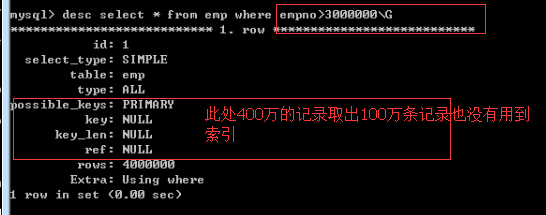 mysql> desc select * from emp where empno>3000000\G
*************************** 1. row ***************************
id: 1
select_type: SIMPLE
table: emp
type: ALL
possible_keys: PRIMARY
key: NULL
key_len: NULL
ref: NULL
rows: 4000000
Extra: Using where
1 row in set (0.00 sec)
此处400万的记录取出100万条记录也没有用到
索引